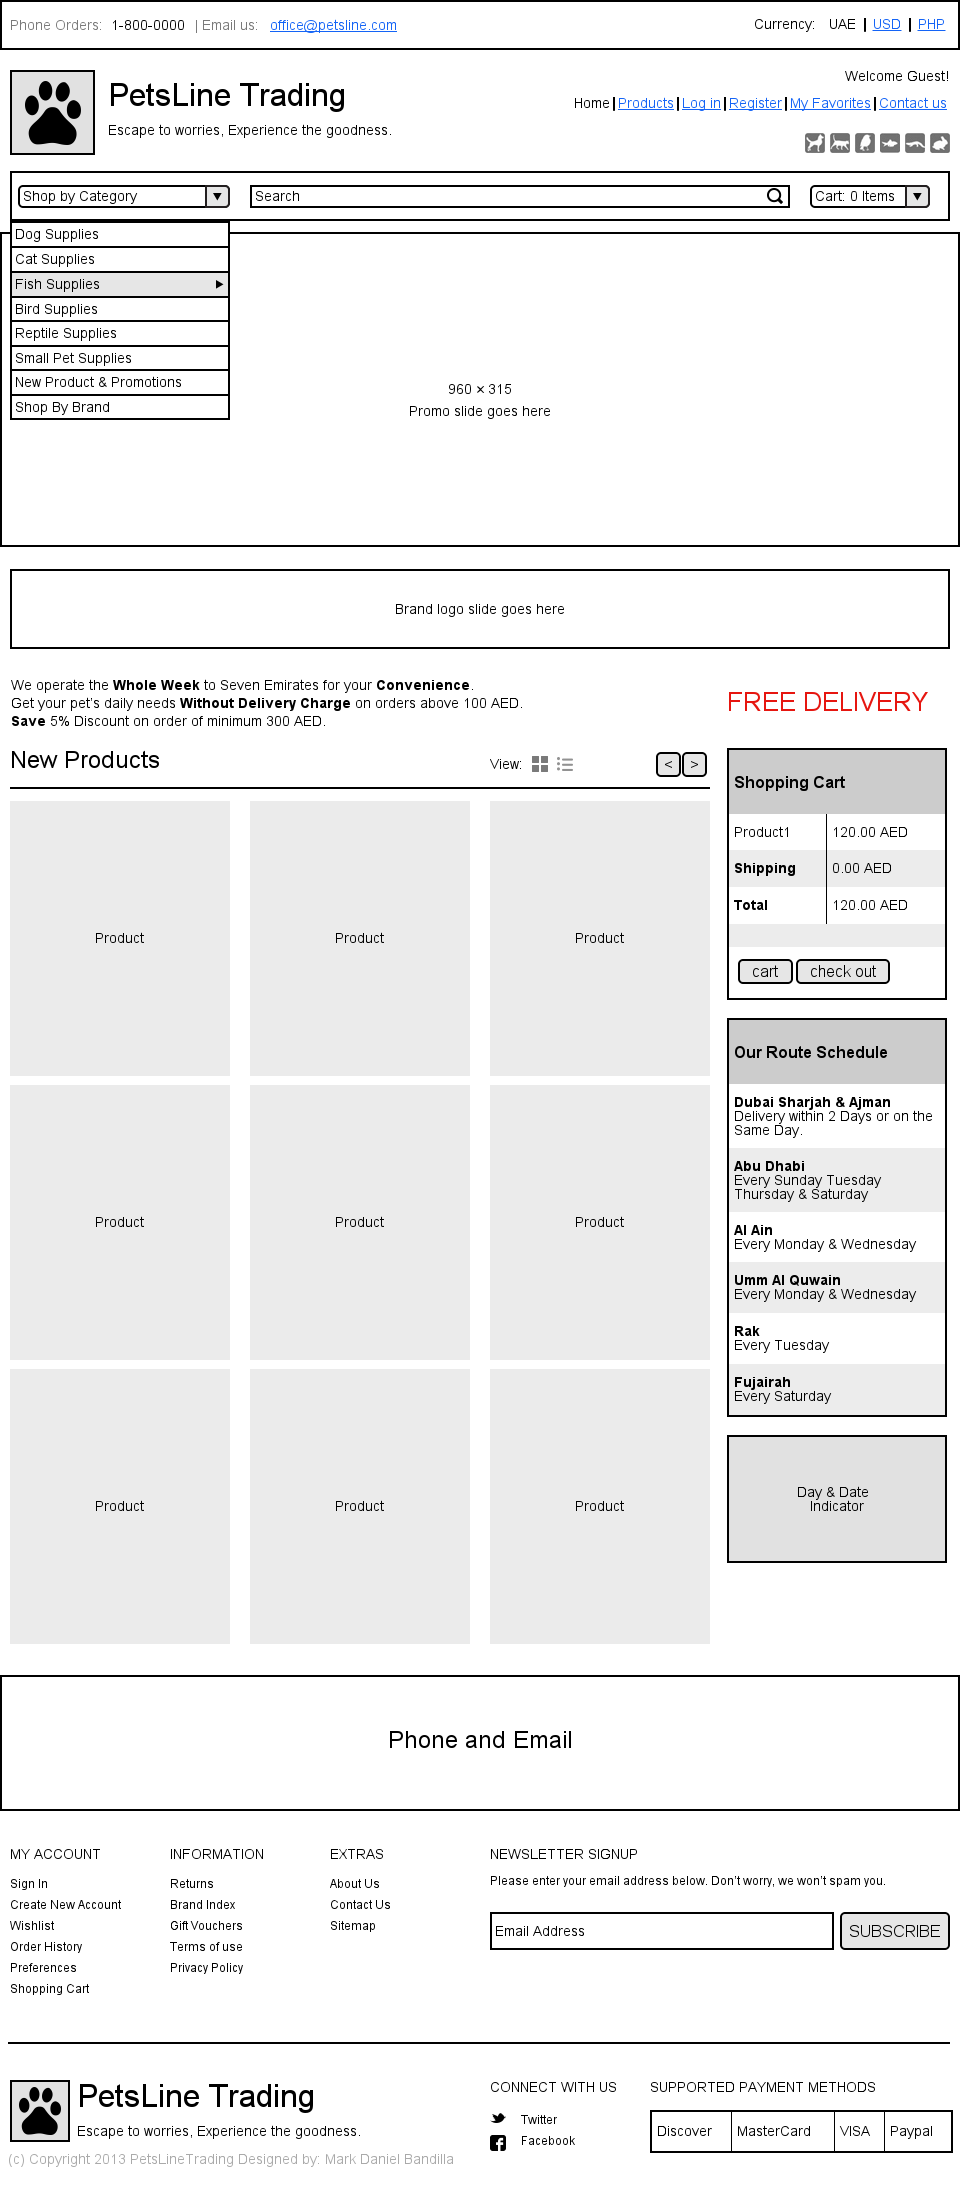 Phone Orders: 1-800-0000 | Email us: office@petsline.com
Currency: UAE | USD | PHP
PetsLine Trading
Escape to worries, Experience the goodness.
Welcome Guest!
Home | Products | Log in | Register | My Favorites | Contact us
Shop by Category
Search
Cart: 0 Items
Dog Supplies
Cat Supplies
Fish Supplies
Bird Supplies
Reptile Supplies
Small Pet Supplies
New Product & Promotions
Shop By Brand
960 × 315
Promo slide goes here
Brand logo slide goes here
We operate the Whole Week to Seven Emirates for your Convenience.
Get your pet's daily needs Without Delivery Charge on orders above 100 AED.
Save 5% Discount on order of minimum 300 AED.
FREE DELIVERY
New Products
View:
< >
Product
Product
Product
Product
Product
Product
Product
Product
Product
Shopping Cart
Product1 120.00 AED
Shipping 0.00 AED
Total 120.00 AED
cart check out
Our Route Schedule
Dubai Sharjah & Ajman
Delivery within 2 Days or on the
Same Day.
Abu Dhabi
Every Sunday Tuesday
Thursday & Saturday
Al Ain
Every Monday & Wednesday
Umm Al Quwain
Every Monday & Wednesday
Rak
Every Tuesday
Fujairah
Every Saturday
Day & Date
Indicator
Phone and Email
MY ACCOUNT
Sign In
Create New Account
Wishlist
Order History
Preferences
Shopping Cart
INFORMATION
Returns
Brand Index
Gift Vouchers
Terms of use
Privacy Policy
EXTRAS
About Us
Contact Us
Sitemap
NEWSLETTER SIGNUP
Please enter your email address below. Don't worry, we won't spam you.
Email Address
SUBSCRIBE
PetsLine Trading
Escape to worries, Experience the goodness.
(c) Copyright 2013 PetsLineTrading Designed by: Mark Daniel Bandilla
CONNECT WITH US
Twitter
Facebook
SUPPORTED PAYMENT METHODS
Discover MasterCard VISA Paypal